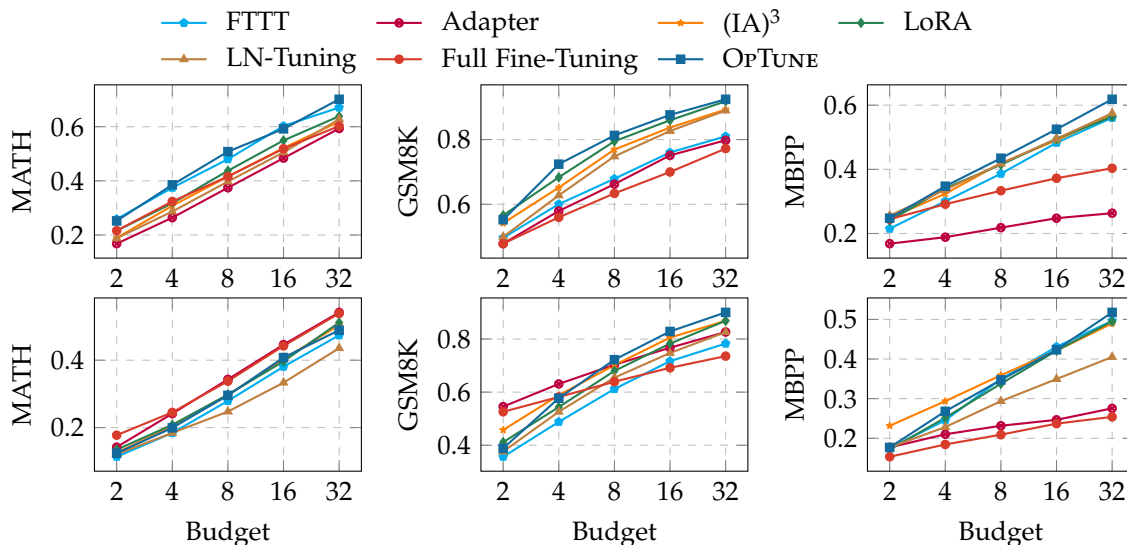 FTTT Adapter (IA)³ LoRA
LN-Tuning Full Fine-Tuning OPTUNE
MATH
0.2
0.4
0.6
2 4 8 16 32
GSM8K
0.6
0.8
2 4 8 16 32
MBPP
0.2
0.4
0.6
2 4 8 16 32
MATH
0.2
0.4
2 4 8 16 32
Budget
GSM8K
0.4
0.6
0.8
2 4 8 16 32
Budget
MBPP
0.2
0.3
0.4
0.5
2 4 8 16 32
Budget